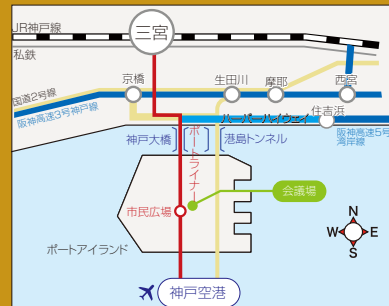 JR神戸線
三宮
私鉄
京橋
生田川
摩耶
西宮
国道2号線
阪神高速3号神戸線
ハーバーハイウェイ
住吉浜
阪神高速5号
湾岸線
神戸大橋
ポートライナー
港島トンネル
会議場
市民広場
ポートアイランド
N
W
E
S
神戸空港